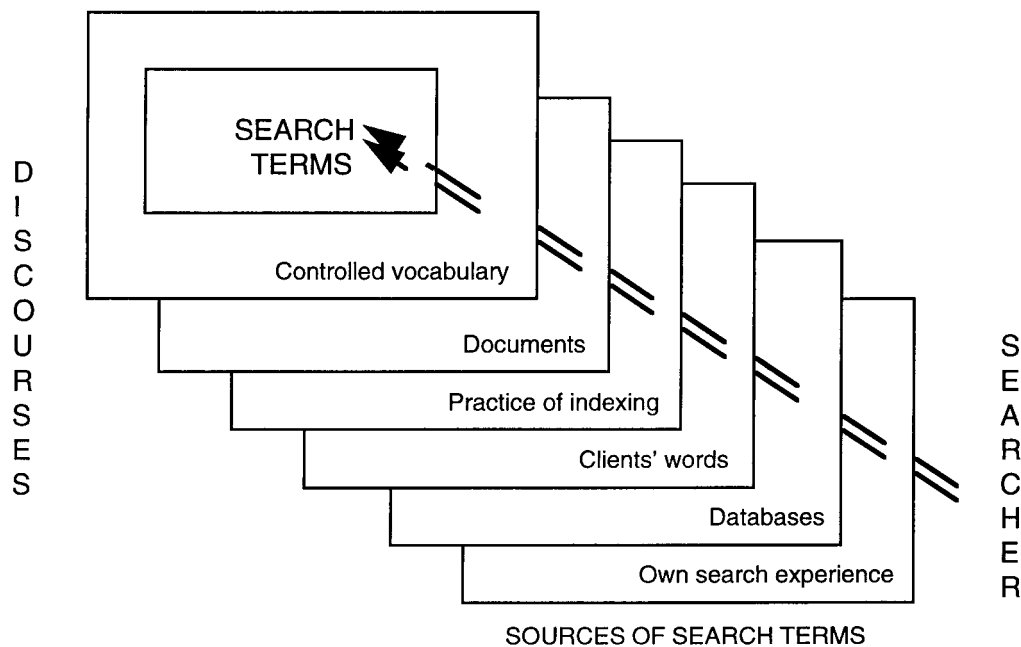 DISCOURSES
SEARCH
TERMS
Controlled vocabulary
Documents
Practice of indexing
Clients' words
Databases
Own search experience
SEARCHER
SOURCES OF SEARCH TERMS